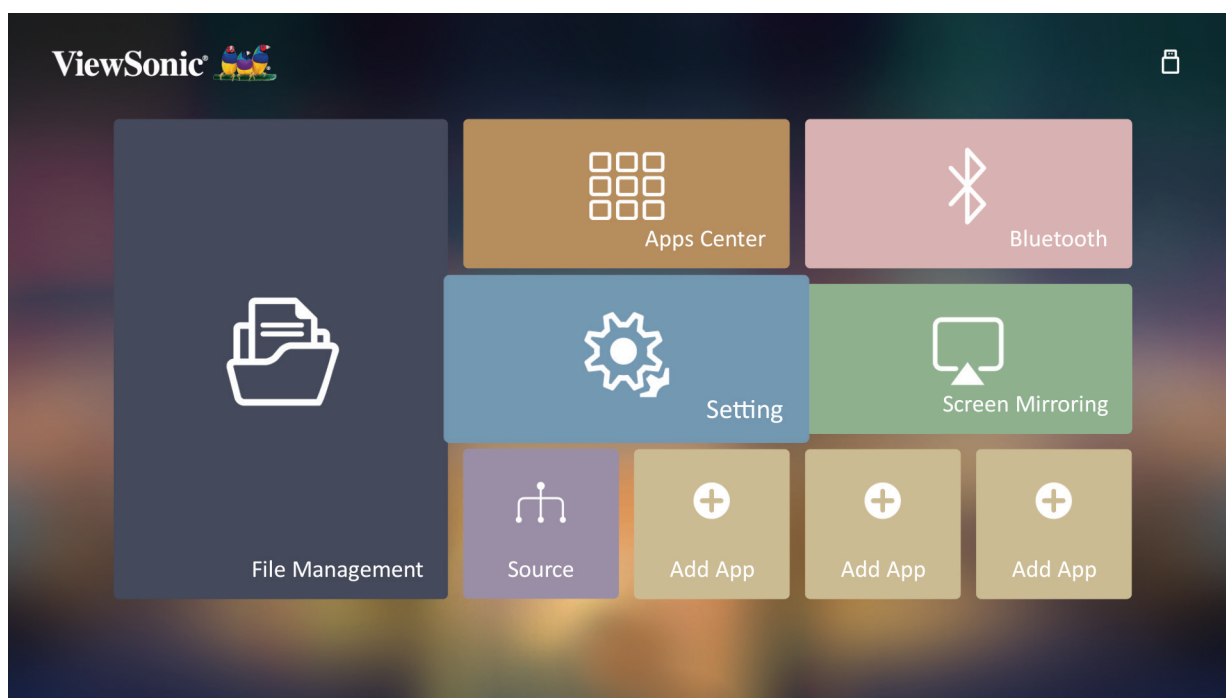 ViewSonic®
Apps Center
Bluetooth
Setting
Screen Mirroring
File Management
Source
Add App
Add App
Add App